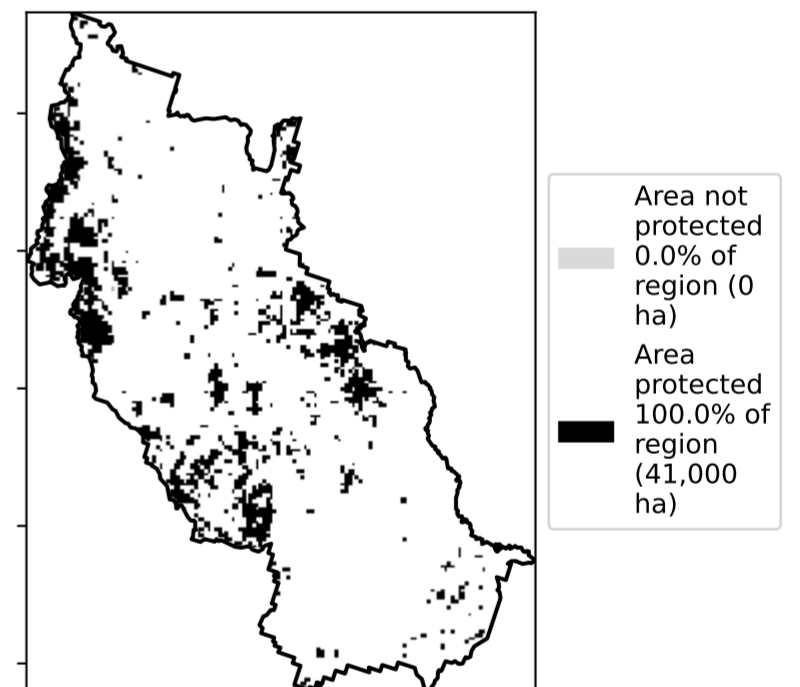 Area not
protected
0.0% of
region (0
ha)
Area
protected
100.0% of
region
(41,000
ha)